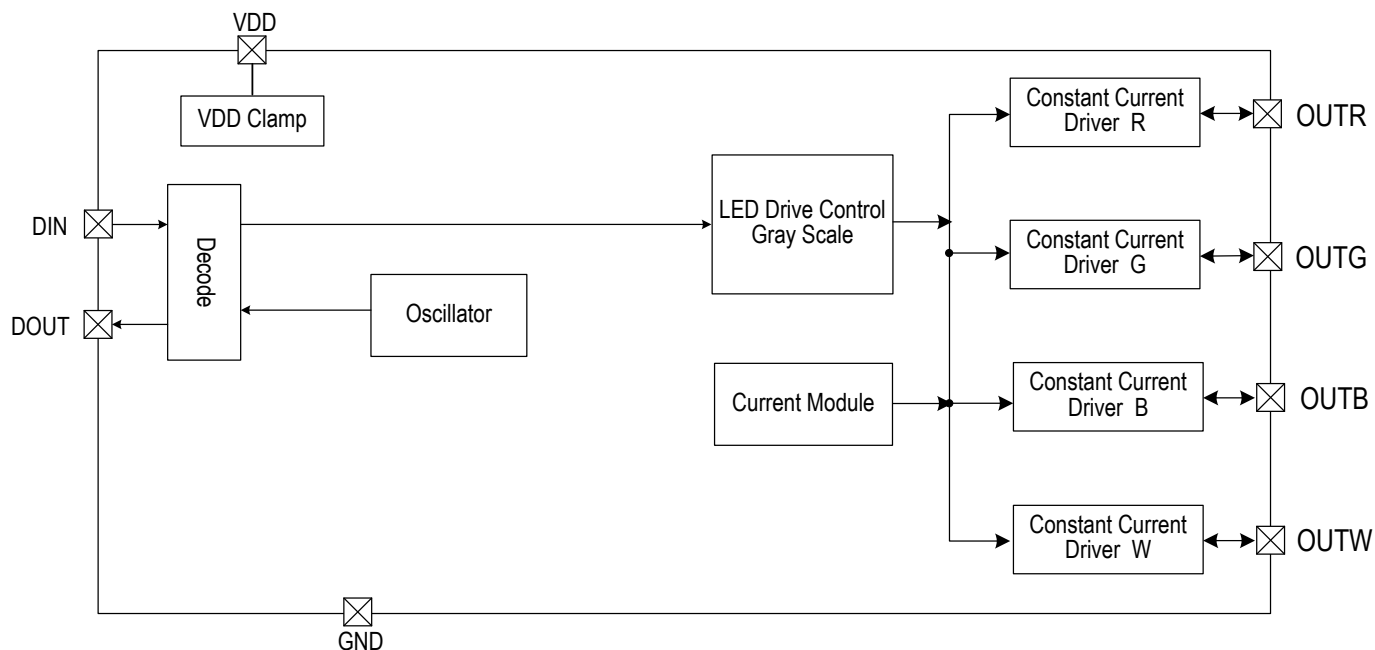 VDD
VDD Clamp
Constant Current
Driver R
OUTR
DIN
Decode
LED Drive Control
Gray Scale
Constant Current
Driver G
OUTG
DOUT
Oscillator
Current Module
Constant Current
Driver B
OUTB
Constant Current
Driver W
OUTW
GND